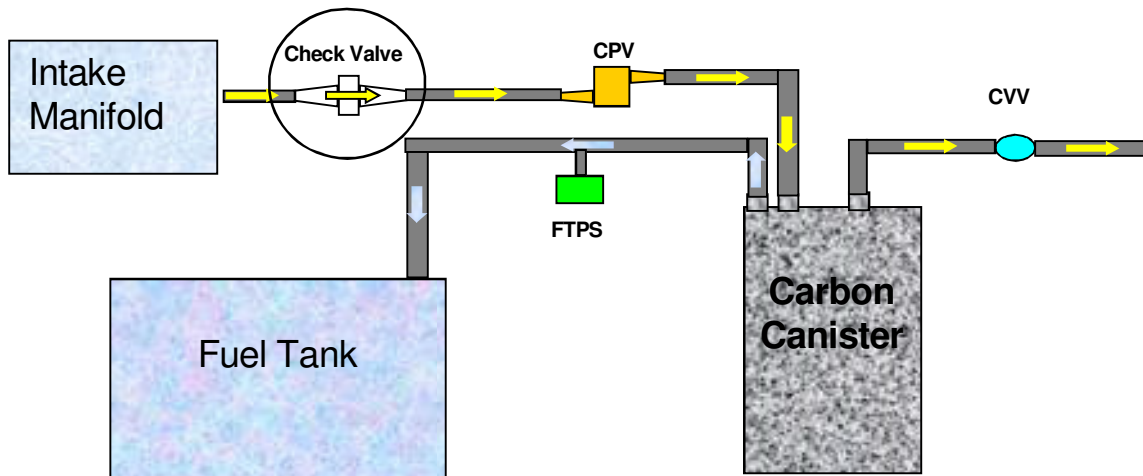 Intake
Manifold
Check Valve
CPV
CVV
FTPS
Carbon
Canister
Fuel Tank